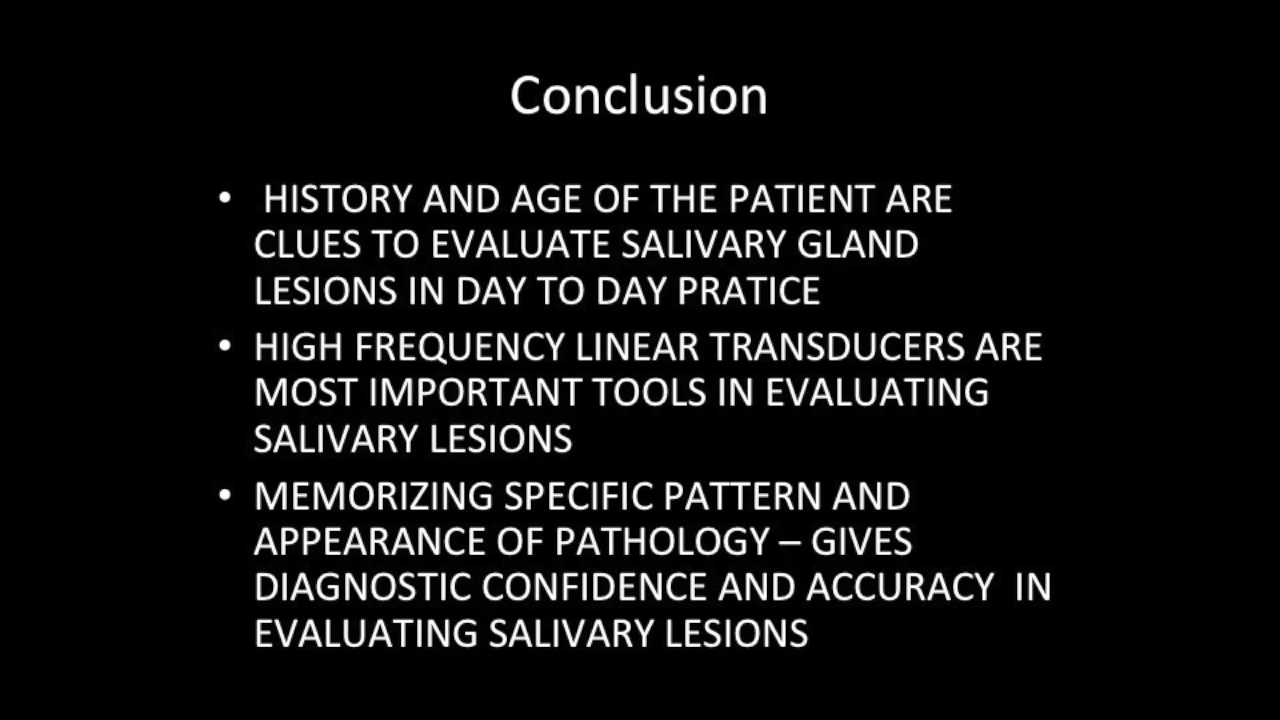 Conclusion
• HISTORY AND AGE OF THE PATIENT ARE
CLUES TO EVALUATE SALIVARY GLAND
LESIONS IN DAY TO DAY PRATICE
• HIGH FREQUENCY LINEAR TRANSDUCERS ARE
MOST IMPORTANT TOOLS IN EVALUATING
SALIVARY LESIONS
• MEMORIZING SPECIFIC PATTERN AND
APPEARANCE OF PATHOLOGY – GIVES
DIAGNOSTIC CONFIDENCE AND ACCURACY  IN
EVALUATING SALIVARY LESIONS